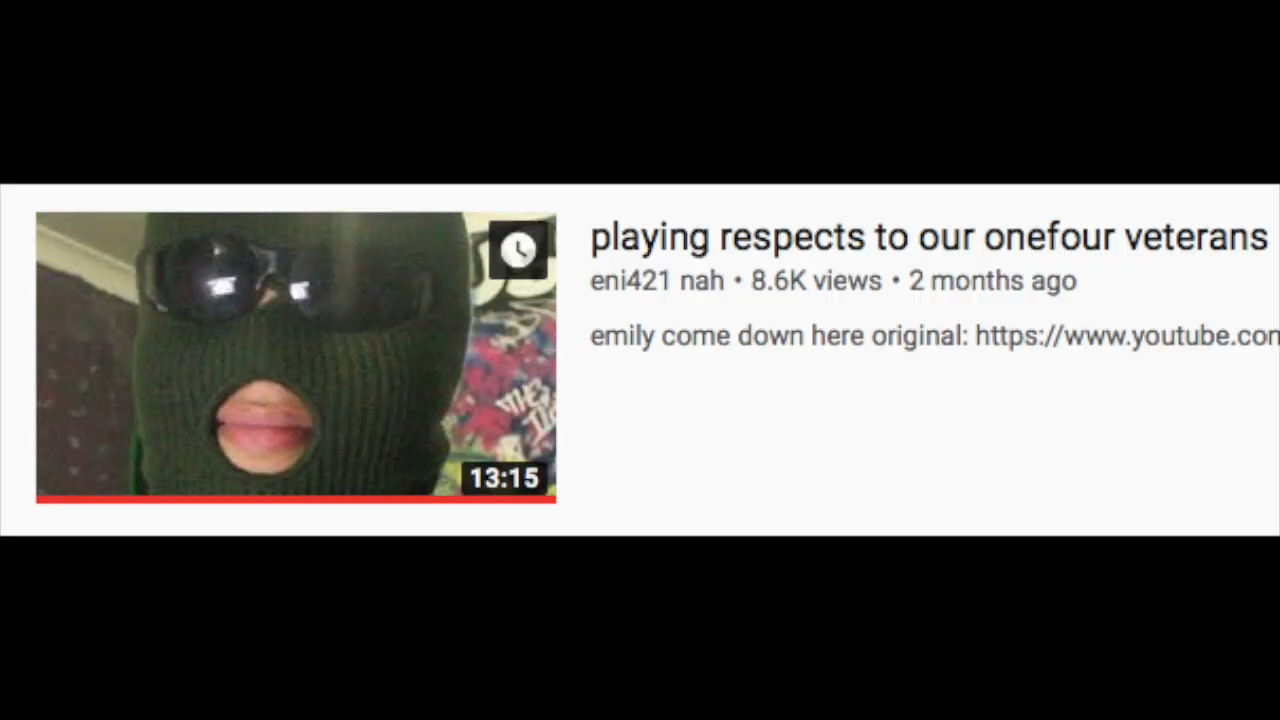 playing respects to our onefour veterans
eni421 nah • 8.6K views • 2 months ago
emily come down here original: https://www.youtube.con
13:15